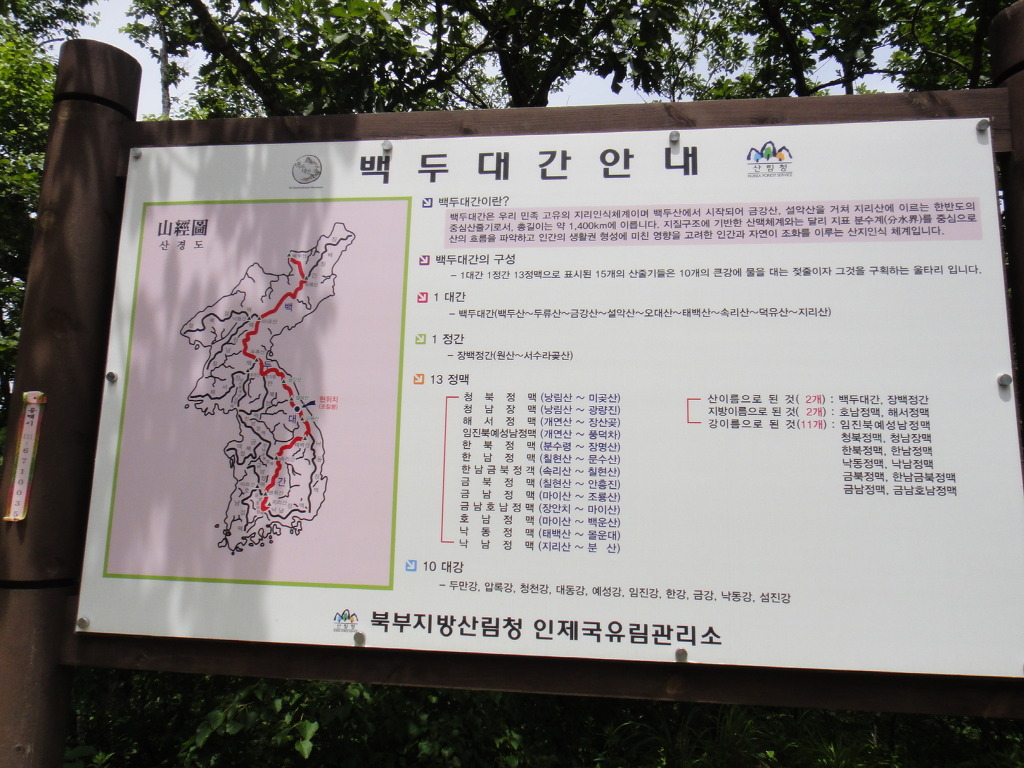 백두대간안내
산림청
KOREA FOREST SERVICE
山經圖
산경도
백
두
대
간
현위치
백두대간이란?
백두대간은 우리 민족 고유의 지리인식체계이며 백두산에서 시작되어 금강산, 설악산을 거쳐 지리산에 이르는 한반도의
중심산줄기로서, 총길이는 약 1,400km에 이릅니다. 지질구조에 기반한 산맥체계와는 달리 지표 분수계(分水界)를 중심으로
산의 흐름을 파악하고 인간의 생활권 형성에 미친 영향을 고려한 인간과 자연이 조화를 이루는 산지인식 체계입니다.
백두대간의 구성
- 1대간 1정간 13정맥으로 표시된 15개의 산줄기들은 10개의 큰강에 물을 대는 젖줄이자 그것을 구획하는 울타리 입니다.
1 대간
- 백두대간(백두산~두류산~금강산~설악산~오대산~태백산~속리산~덕유산~지리산)
1 정간
- 장백정간(원산~서수라곶산)
13 정맥
청북정맥 (낭림산 ~ 미곶산)
청남정맥 (낭림산 ~ 광량진)
해서정맥 (개연산 ~ 장산곶)
임진북예성남정맥 (개연산 ~ 풍덕치)
한북정맥 (분수령 ~ 장명산)
한남정맥 (칠현산 ~ 문수산)
한남금북정맥 (속리산 ~ 칠현산)
금북정맥 (칠현산 ~ 안흥진)
금남정맥 (마이산 ~ 조룡산)
금남호남정맥 (장안치 ~ 마이산)
호남정맥 (마이산 ~ 백운산)
낙동정맥 (태백산 ~ 몰운대)
낙남정맥 (지리산 ~ 분 산)
산이름으로 된 것( 2개) : 백두대간, 장백정간
지방이름으로 된 것( 2개) : 호남정맥, 해서정맥
강이름으로 된 것(11개) : 임진북예성남정맥
청북정맥, 청남장맥
한북정맥, 한남정맥
낙동정맥, 낙남정맥
금북정맥, 한남금북정맥
금남정맥, 금남호남정맥
10 대강
- 두만강, 압록강, 청천강, 대동강, 예성강, 임진강, 한강, 금강, 낙동강, 섬진강
산림청
북부지방산림청 인제국유림관리소